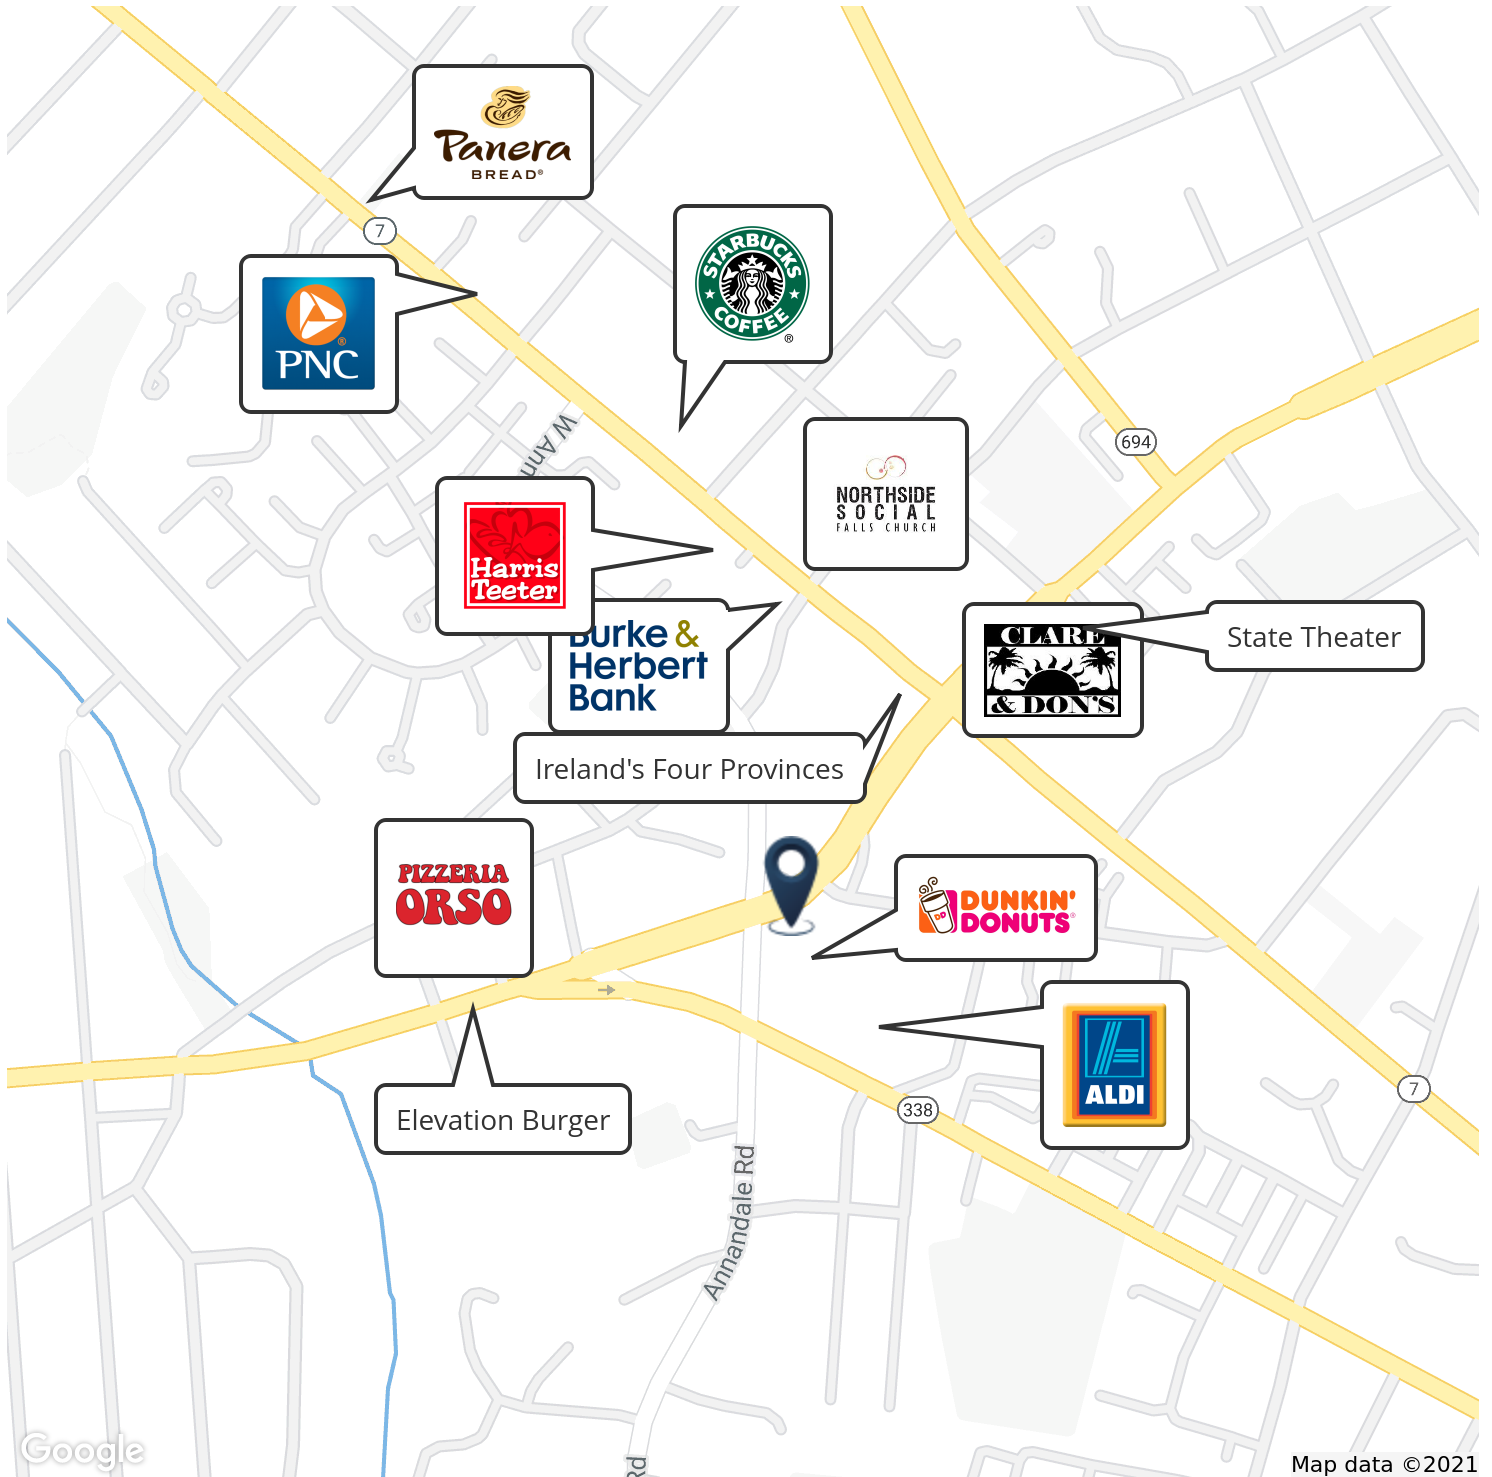 Panera
BREAD®
7
STARBUCKS
COFFEE
®
PNC
®
W Ann
694
NORTHSIDE
SOCIAL
FALLS CHURCH
Harris
Teeter
Burke &
Herbert
Bank
CLARE
& DON'S
State Theater
Ireland's Four Provinces
PIZZERIA
ORSO
DUNKIN'
DONUTS®
DD
ALDI
Elevation Burger
338
7
Annandale Rd
Rd
Google
Map data ©2021